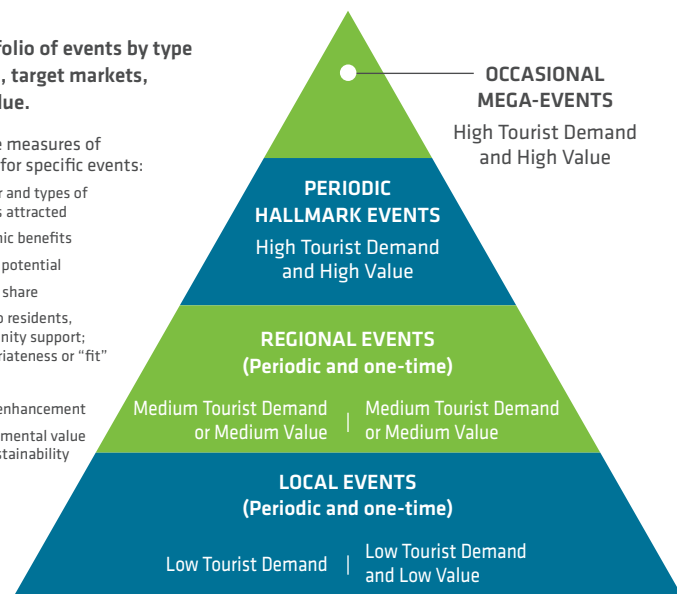 folio of events by type
, target markets,
lue.
e measures of
for specific events:
r and types of
s attracted
nic benefits
potential
share
o residents,
nity support;
riateness or “fit”
enhancement
mental value
stainability
OCCASIONAL
MEGA-EVENTS
High Tourist Demand
and High Value
PERIODIC
HALLMARK EVENTS
High Tourist Demand
and High Value
REGIONAL EVENTS
(Periodic and one-time)
Medium Tourist Demand | Medium Tourist Demand
or Medium Value | or Medium Value
LOCAL EVENTS
(Periodic and one-time)
Low Tourist Demand | Low Tourist Demand
and Low Value